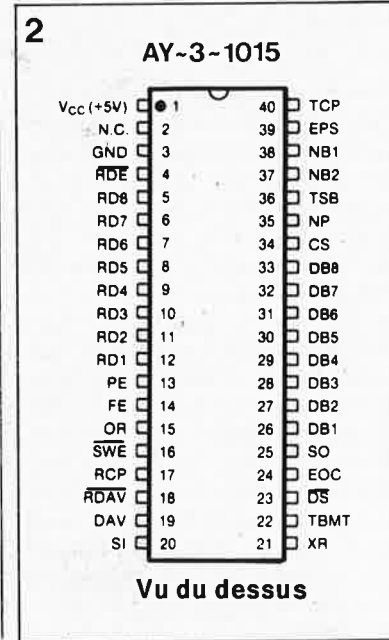 2
AY-3-1015
VCC (+5V) 1 40 TCP
N.C. 2 39 EPS
GND 3 38 NB1
RDE 4 37 NB2
RD8 5 36 TSB
RD7 6 35 NP
RD6 7 34 CS
RD5 8 33 DB8
RD4 9 32 DB7
RD3 10 31 DB6
RD2 11 30 DB5
RD1 12 29 DB4
PE 13 28 DB3
FE 14 27 DB2
OR 15 26 DB1
SWE 16 25 SO
RCP 17 24 EOC
RDAV 18 23 DS
DAV 19 22 TBMT
SI 20 21 XR
Vu du dessus